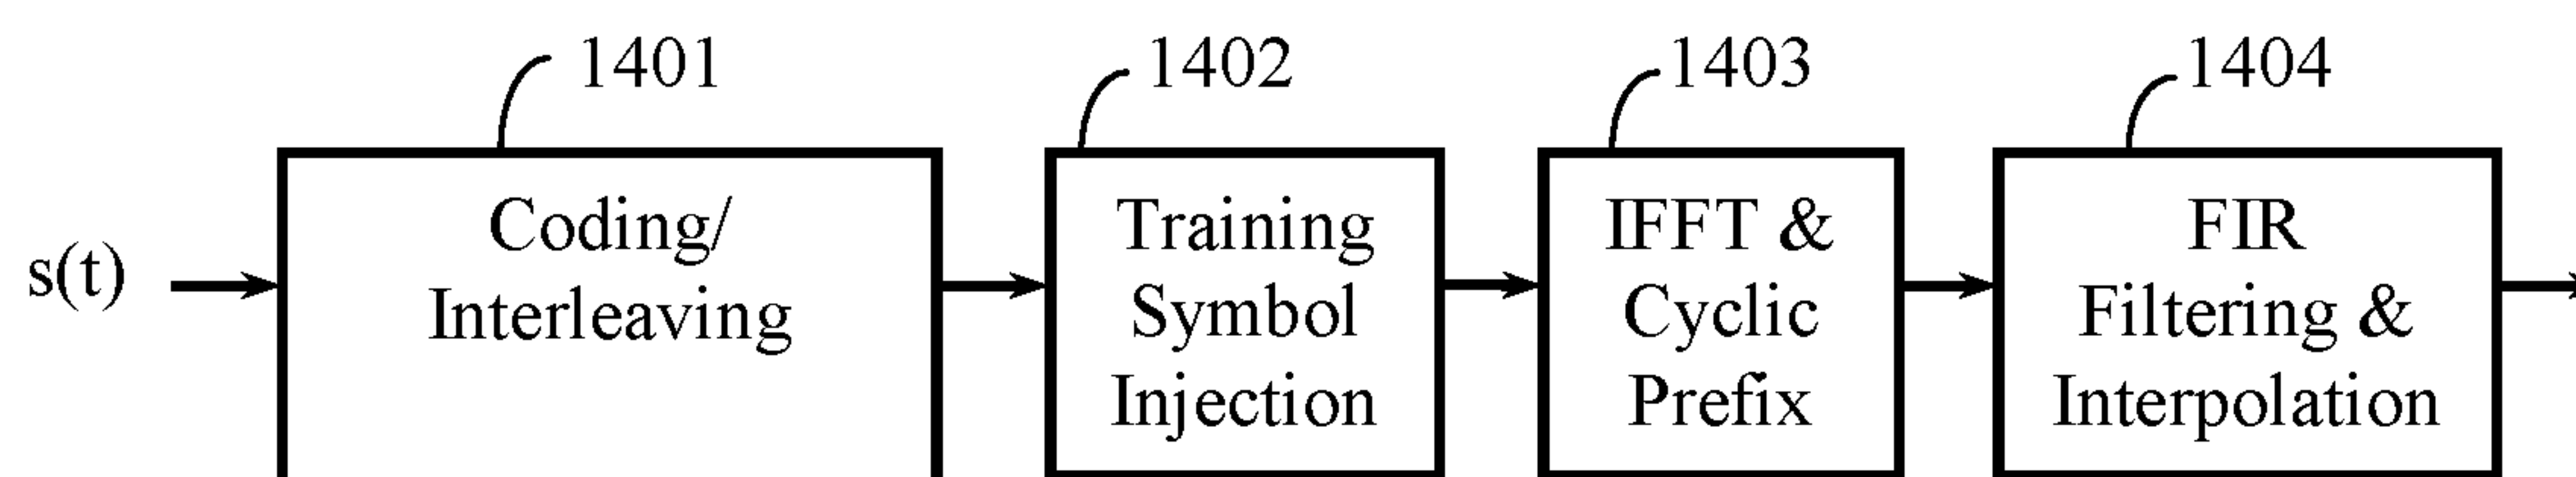 1401
1402
1403
1404
s(t)
Coding/
Interleaving
Training
Symbol
Injection
IFFT &
Cyclic
Prefix
FIR
Filtering &
Interpolation